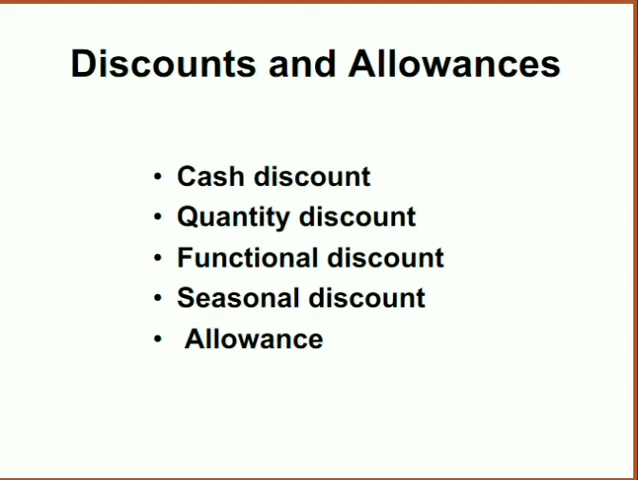 Discounts and Allowances
• Cash discount
• Quantity discount
• Functional discount
• Seasonal discount
• Allowance